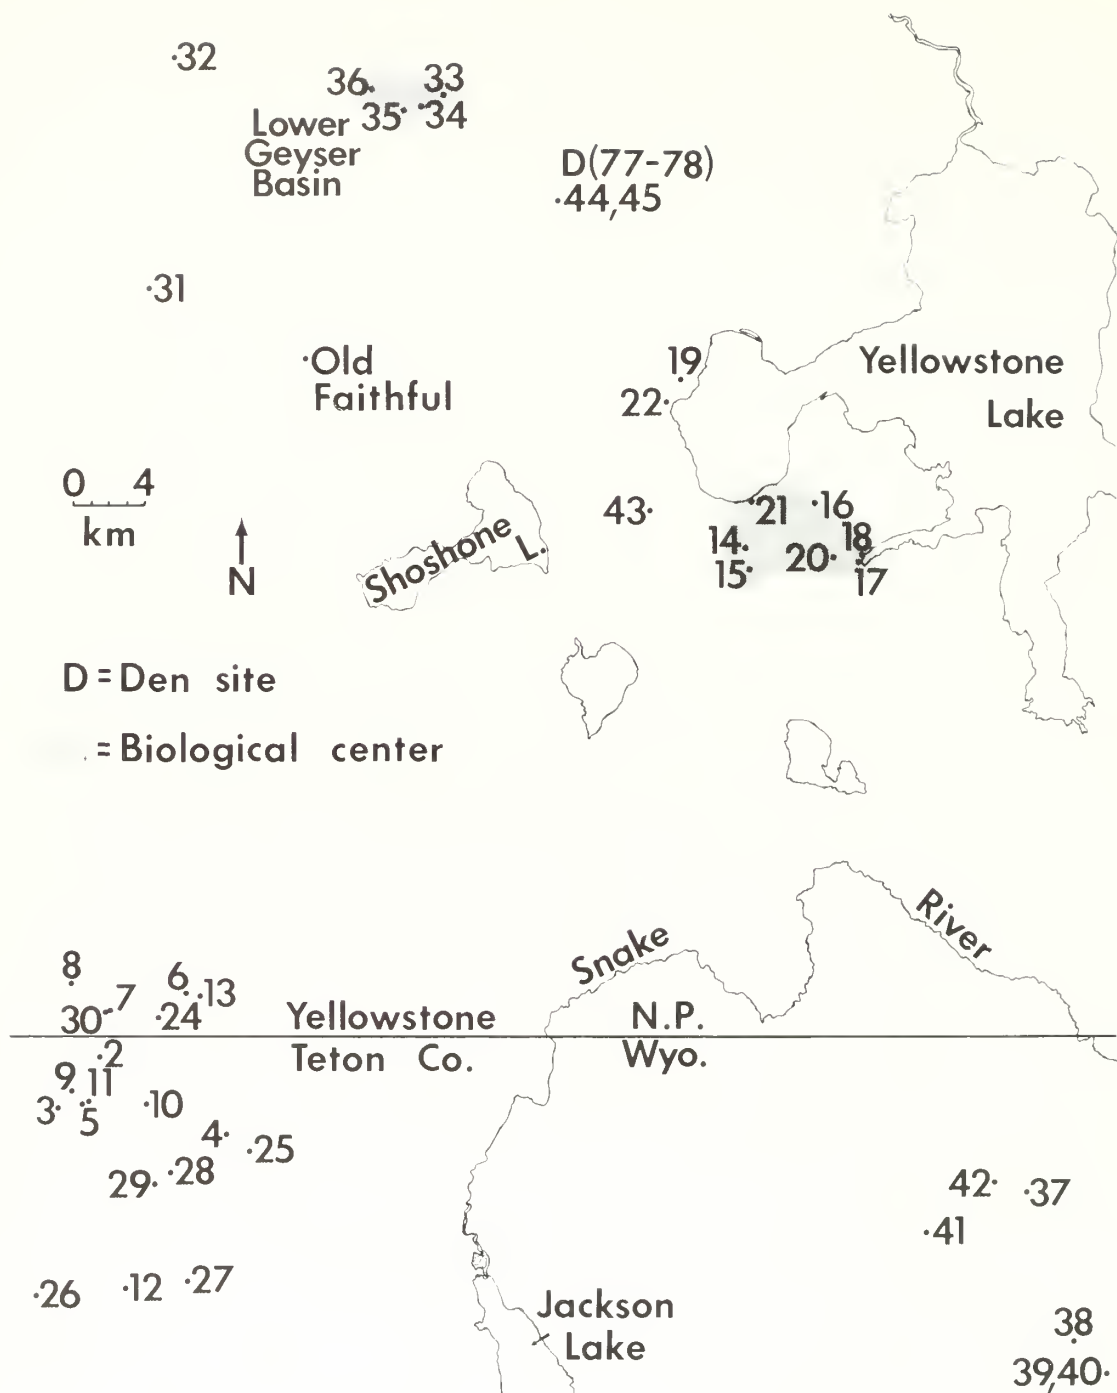 ·32
36. 33
Lower 35· ·34
Geyser
Basin
D(77-78)
·44,45
·31
·Old
Faithful
19
22·
Yellowstone
Lake
0 4
km
N
Shoshone L.
43·
·21 ·16
14. 20· 18
15· 17
D = Den site
. = Biological center
Snake River
8 6
·7 ·13
30· ·24
Yellowstone N.P.
Teton Co. Wyo.
·2
9. 11
3· 5 ·10
4· ·25
29· ·28
42· ·37
·41
·26 ·12 ·27
Jackson
Lake
38
39,40·